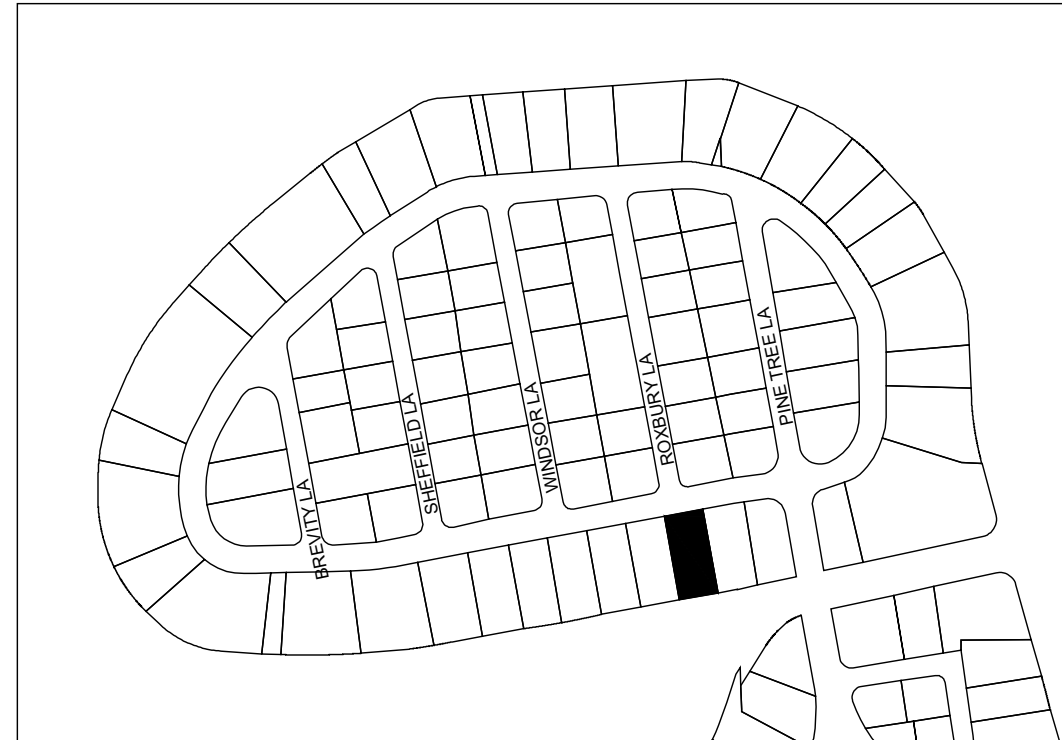 BREVITY LA
SHEFFIELD LA
WINDSOR LA
ROXBURY LA
PINE TREE LA